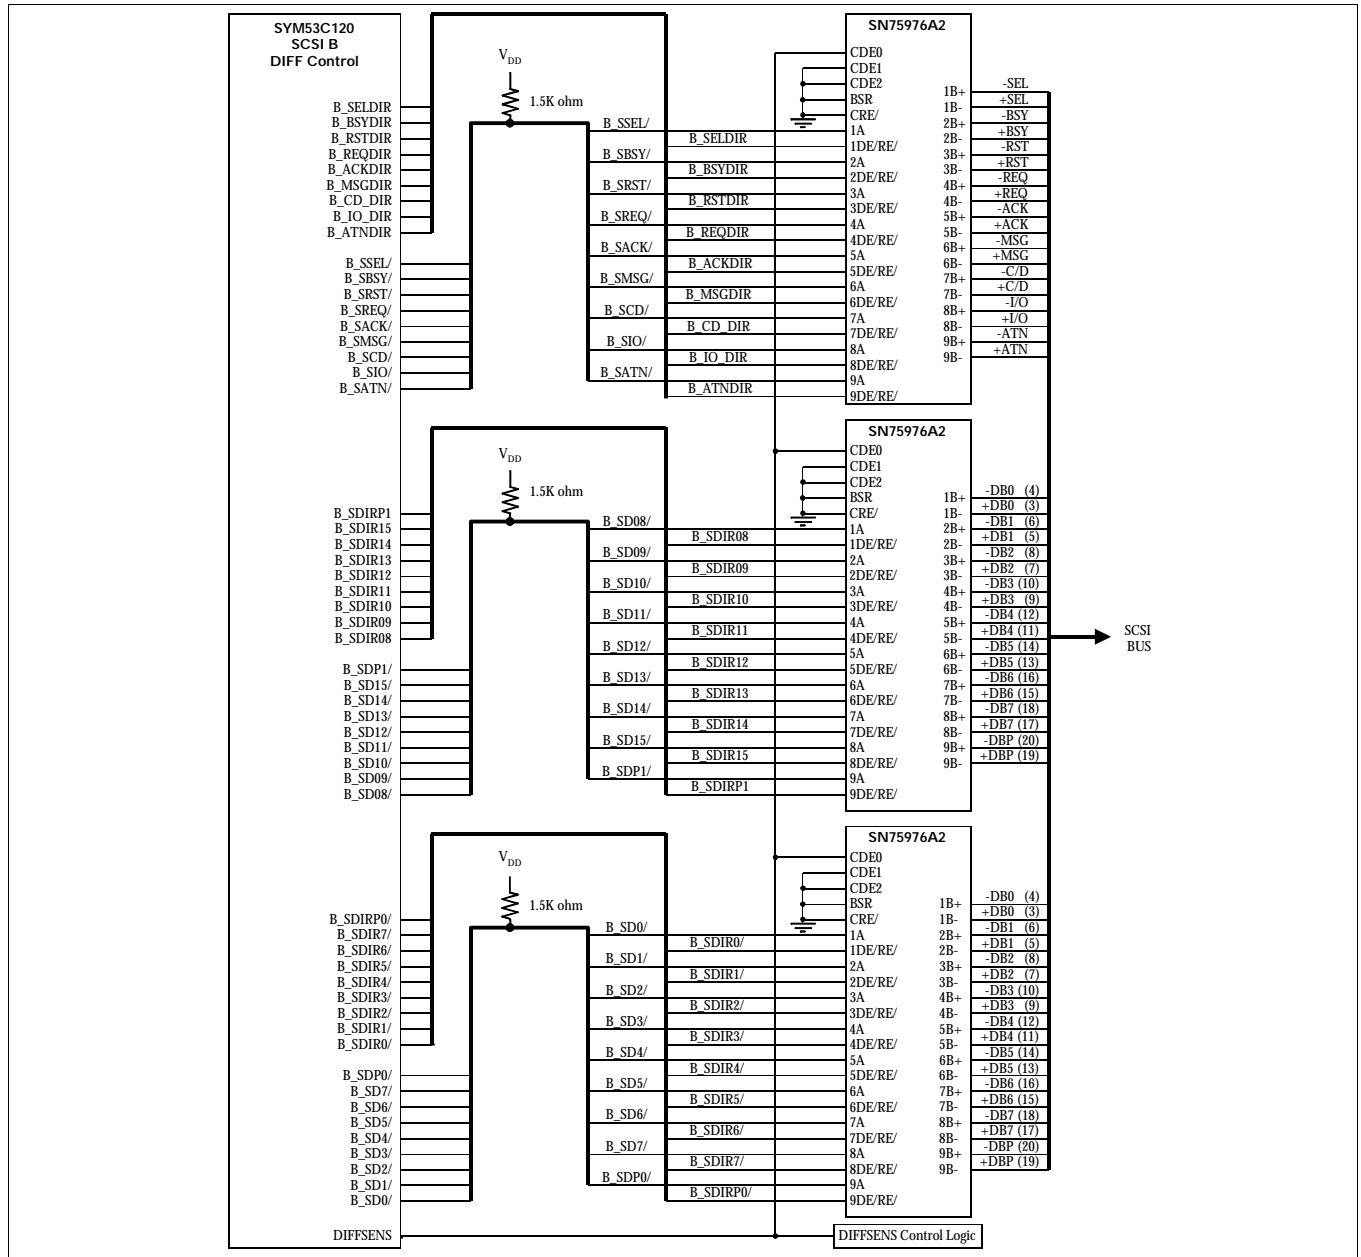 SYM53C120
SCSI B
DIFF Control
B_SELDIR
B_BSYDIR
B_RSTDIR
B_REQDIR
B_ACKDIR
B_MSGDIR
B_CD_DIR
B_IO_DIR
B_ATNDIR
B_SSEL/
B_SBSY/
B_SRST/
B_SREQ/
B_SACK/
B_SMSG/
B_SCD/
B_SIO/
B_SATN/
VDD
1.5K ohm
B_SSEL/
B_SBSY/
B_SRST/
B_SREQ/
B_SACK/
B_SMSG/
B_SCD/
B_SIO/
B_SATN/
B_SELDIR
B_BSYDIR
B_RSTDIR
B_REQDIR
B_ACKDIR
B_MSGDIR
B_CD_DIR
B_IO_DIR
B_ATNDIR
SN75976A2
CDE0
CDE1
CDE2
BSR
CRE/
1A
1DE/RE/
2A
2DE/RE/
3A
3DE/RE/
4A
4DE/RE/
5A
5DE/RE/
6A
6DE/RE/
7A
7DE/RE/
8A
8DE/RE/
9A
9DE/RE/
1B+
1B-
2B+
2B-
3B+
3B-
4B+
4B-
5B+
5B-
6B+
6B-
7B+
7B-
8B+
8B-
9B+
9B-
-SEL
+SEL
-BSY
+BSY
-RST
+RST
-REQ
+REQ
-ACK
+ACK
-MSG
+MSG
-C/D
+C/D
-I/O
+I/O
-ATN
+ATN
B_SDIRP1
B_SDIR15
B_SDIR14
B_SDIR13
B_SDIR12
B_SDIR11
B_SDIR10
B_SDIR09
B_SDIR08
B_SDP1/
B_SD15/
B_SD14/
B_SD13/
B_SD12/
B_SD11/
B_SD10/
B_SD09/
B_SD08/
VDD
1.5K ohm
B_SD08/
B_SD09/
B_SD10/
B_SD11/
B_SD12/
B_SD13/
B_SD14/
B_SD15/
B_SDP1/
B_SDIR08
B_SDIR09
B_SDIR10
B_SDIR11
B_SDIR12
B_SDIR13
B_SDIR14
B_SDIR15
B_SDIRP1
SN75976A2
CDE0
CDE1
CDE2
BSR
CRE/
1A
1DE/RE/
2A
2DE/RE/
3A
3DE/RE/
4A
4DE/RE/
5A
5DE/RE/
6A
6DE/RE/
7A
7DE/RE/
8A
8DE/RE/
9A
9DE/RE/
1B+
1B-
2B+
2B-
3B+
3B-
4B+
4B-
5B+
5B-
6B+
6B-
7B+
7B-
8B+
8B-
9B+
9B-
-DB0 (4)
+DB0 (3)
-DB1 (6)
+DB1 (5)
-DB2 (8)
+DB2 (7)
-DB3 (10)
+DB3 (9)
-DB4 (12)
+DB4 (11)
-DB5 (14)
+DB5 (13)
-DB6 (16)
+DB6 (15)
-DB7 (18)
+DB7 (17)
-DBP (20)
+DBP (19)
SCSI
BUS
B_SDIRP0/
B_SDIR7/
B_SDIR6/
B_SDIR5/
B_SDIR4/
B_SDIR3/
B_SDIR2/
B_SDIR1/
B_SDIR0/
B_SDP0/
B_SD7/
B_SD6/
B_SD5/
B_SD4/
B_SD3/
B_SD2/
B_SD1/
B_SD0/
VDD
1.5K ohm
B_SD0/
B_SD1/
B_SD2/
B_SD3/
B_SD4/
B_SD5/
B_SD6/
B_SD7/
B_SDP0/
B_SDIR0/
B_SDIR1/
B_SDIR2/
B_SDIR3/
B_SDIR4/
B_SDIR5/
B_SDIR6/
B_SDIR7/
B_SDIRP0/
SN75976A2
CDE0
CDE1
CDE2
BSR
CRE/
1A
1DE/RE/
2A
2DE/RE/
3A
3DE/RE/
4A
4DE/RE/
5A
5DE/RE/
6A
6DE/RE/
7A
7DE/RE/
8A
8DE/RE/
9A
9DE/RE/
1B+
1B-
2B+
2B-
3B+
3B-
4B+
4B-
5B+
5B-
6B+
6B-
7B+
7B-
8B+
8B-
9B+
9B-
-DB0 (4)
+DB0 (3)
-DB1 (6)
+DB1 (5)
-DB2 (8)
+DB2 (7)
-DB3 (10)
+DB3 (9)
-DB4 (12)
+DB4 (11)
-DB5 (14)
+DB5 (13)
-DB6 (16)
+DB6 (15)
-DB7 (18)
+DB7 (17)
-DBP (20)
+DBP (19)
DIFFSENS
DIFFSENS Control Logic